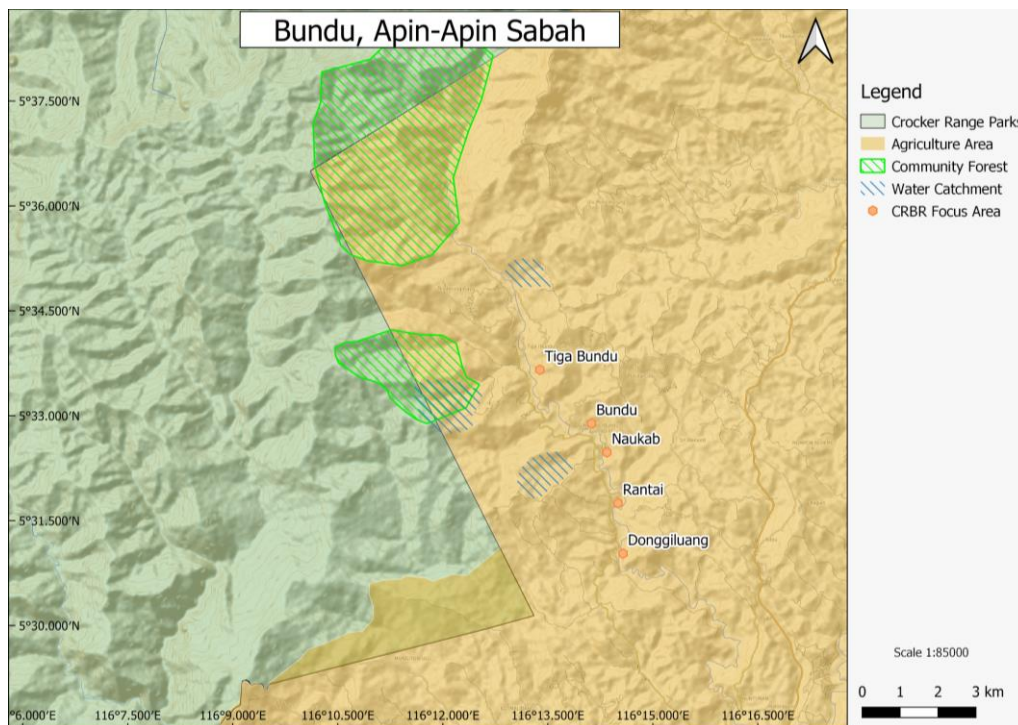 Bundu, Apin-Apin Sabah
5°37.500′N
5°36.000′N
5°34.500′N
5°33.000′N
5°31.500′N
5°30.000′N
6.000′E 116°7.500′E 116°9.000′E 116°10.500′E 116°12.000′E 116°13.500′E 116°15.000′E 116°16.500′E
Tiga Bundu
Bundu
Naukab
Rantai
Donggiluang
Legend
Crocker Range Parks
Agriculture Area
Community Forest
Water Catchment
CRBR Focus Area
Scale 1:85000
0 1 2 3 km